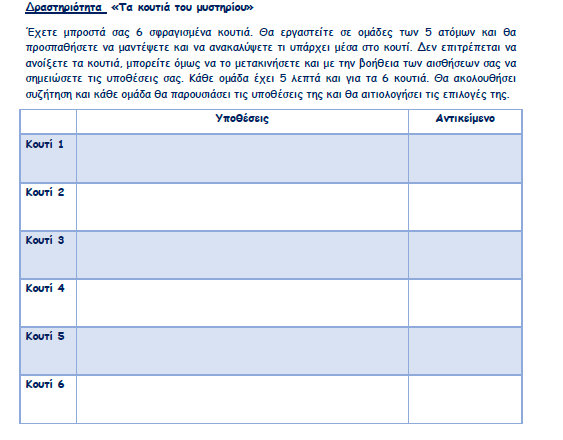 Δραστηριότητα «Τα κουτιά του μυστηρίου»
Έχετε μπροστά σας 6 σφραγισμένα κουτιά. Θα εργαστείτε σε ομάδες των 5 ατόμων και θα
προσπαθήσετε να μαντέψετε και να ανακαλύψετε τι υπάρχει μέσα στο κουτί. Δεν επιτρέπεται να
ανοίξετε τα κουτιά, μπορείτε όμως να το μετακινήσετε και με την βοήθεια των αισθήσεων σας να
σημειώσετε τις υποθέσεις σας. Κάθε ομάδα έχει 5 λεπτά και για τα 6 κουτιά. Θα ακολουθήσει
συζήτηση και κάθε ομάδα θα παρουσιάσει τις υποθέσεις της και θα αιτιολογήσει τις επιλογές της.
Υποθέσεις Αντικείμενο
Κουτί 1
Κουτί 2
Κουτί 3
Κουτί 4
Κουτί 5
Κουτί 6